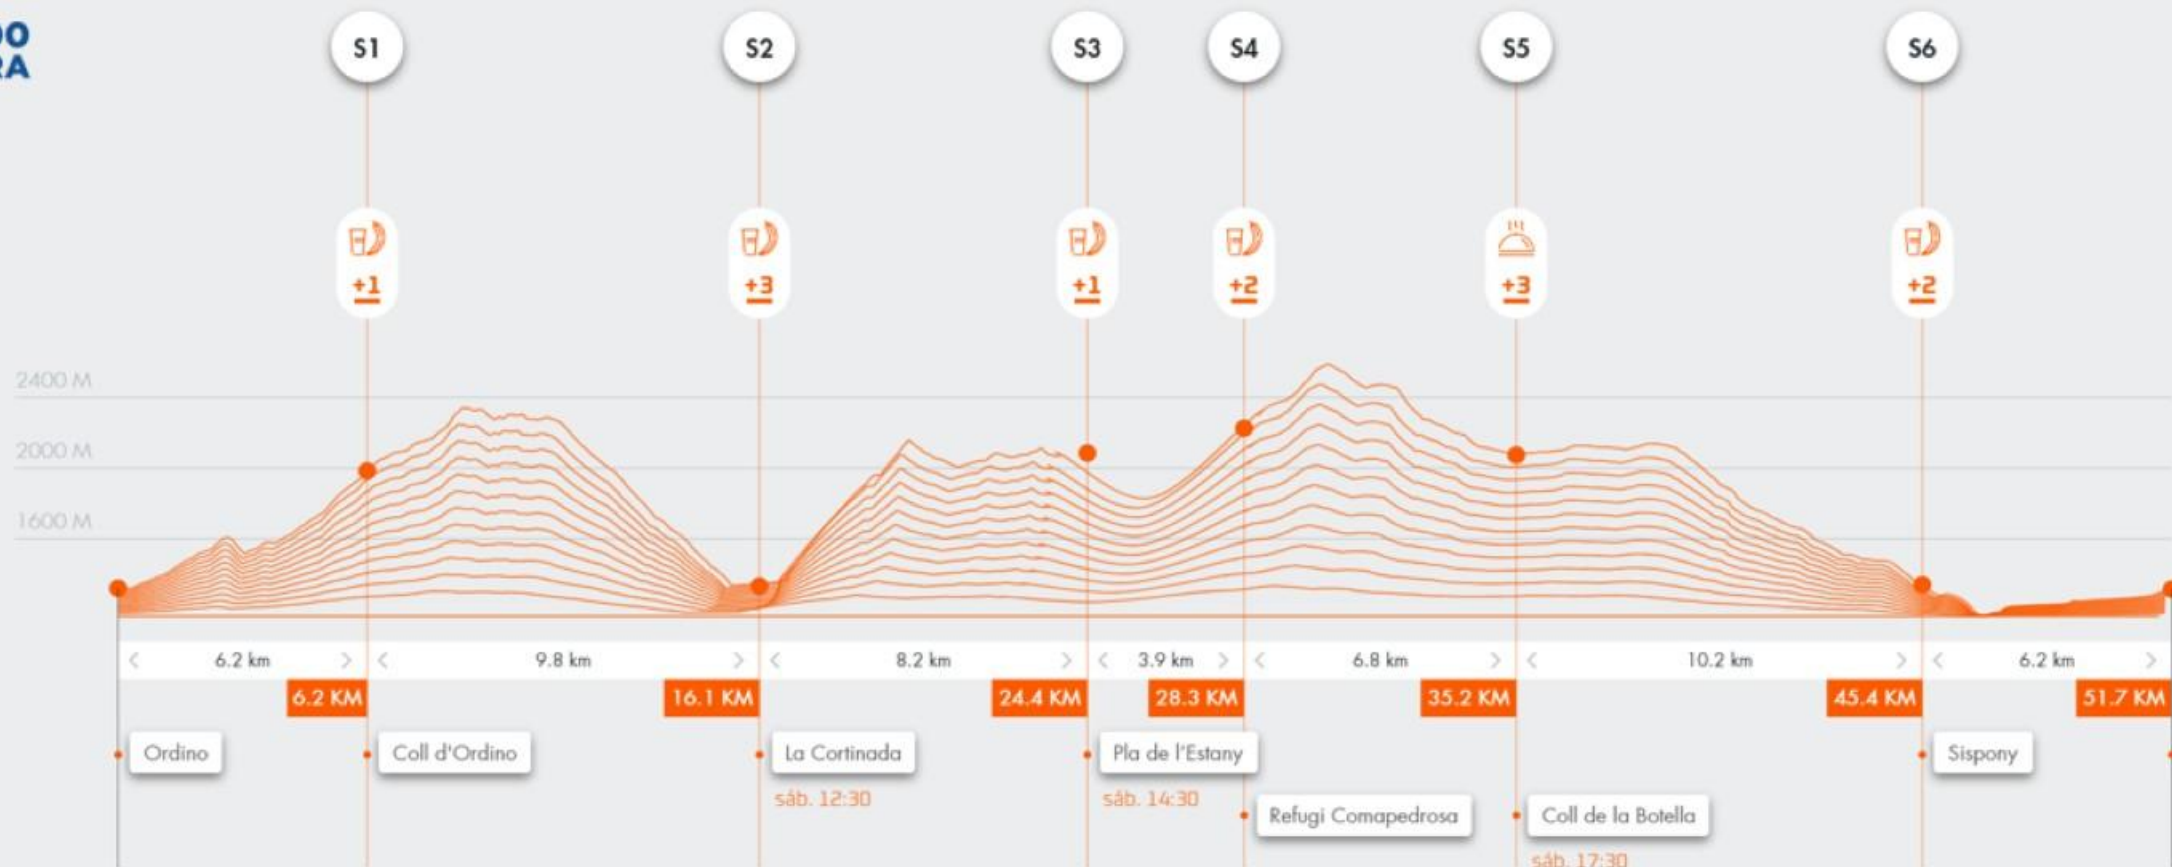 S1 S2 S3 S4 S5 S6
+1 +3 +1 +2 +3 +2
2400 M
2000 M
1600 M
6.2 km 9.8 km 8.2 km 3.9 km 6.8 km 10.2 km 6.2 km
6.2 KM 16.1 KM 24.4 KM 28.3 KM 35.2 KM 45.4 KM 51.7 KM
Ordino Coll d'Ordino La Cortinada Pla de l'Estany Sispony
sáb. 12:30 sáb. 14:30
Refugi Comapedrosa Coll de la Botella
sáb. 17:30